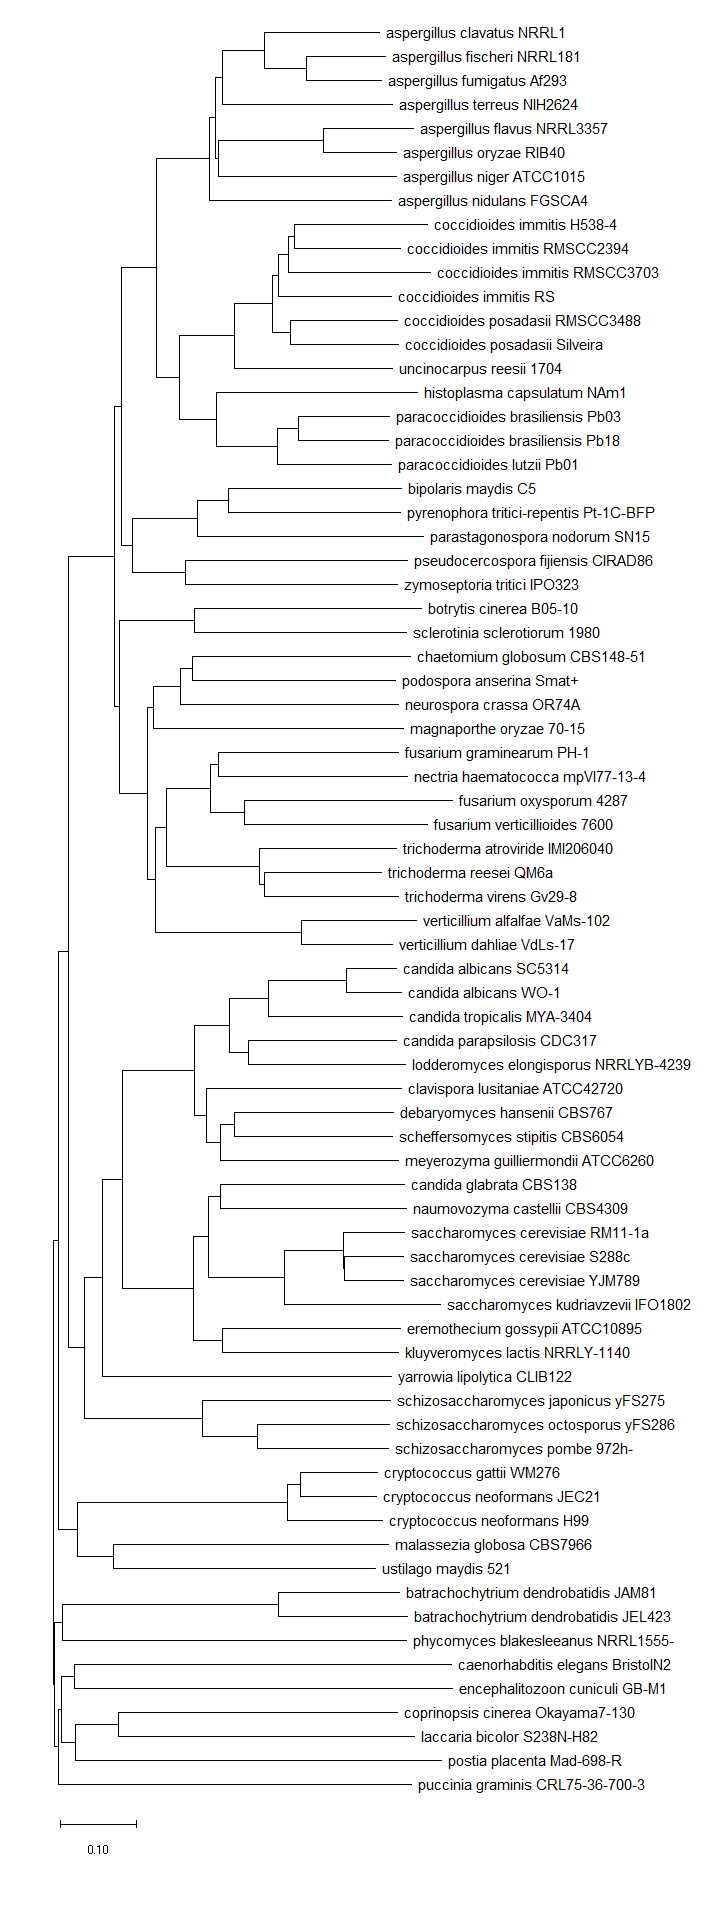 aspergillus clavatus NRRL1
aspergillus fischeri NRRL181
aspergillus fumigatus Af293
aspergillus terreus NIH2624
aspergillus flavus NRRL3357
aspergillus oryzae RIB40
aspergillus niger ATCC1015
aspergillus nidulans FGSCA4
coccidioides immitis H538-4
coccidioides immitis RMSCC2394
coccidioides immitis RMSCC3703
coccidioides immitis RS
coccidioides posadasii RMSCC3488
coccidioides posadasii Silveira
uncinocarpus reesii 1704
histoplasma capsulatum NAm1
paracoccidioides brasiliensis Pb03
paracoccidioides brasiliensis Pb18
paracoccidioides lutzii Pb01
bipolaris maydis C5
pyrenophora tritici-repentis Pt-1C-BFP
parastagonospora nodorum SN15
pseudocercospora fijiensis CIRAD86
zymoseptoria tritici IPO323
botrytis cinerea B05-10
sclerotinia sclerotiorum 1980
chaetomium globosum CBS148-51
podospora anserina Smat+
neurospora crassa OR74A
magnaporthe oryzae 70-15
fusarium graminearum PH-1
nectria haematococca mpVI77-13-4
fusarium oxysporum 4287
fusarium verticillioides 7600
trichoderma atroviride IMI206040
trichoderma reesei QM6a
trichoderma virens Gv29-8
verticillium alfalfae VaMs-102
verticillium dahliae VdLs-17
candida albicans SC5314
candida albicans WO-1
candida tropicalis MYA-3404
candida parapsilosis CDC317
lodderomyces elongisporus NRRLYB-4239
clavispora lusitaniae ATCC42720
debaryomyces hansenii CBS767
scheffersomyces stipitis CBS6054
meyerozyma guilliermondii ATCC6260
candida glabrata CBS138
naumovozyma castellii CBS4309
saccharomyces cerevisiae RM11-1a
saccharomyces cerevisiae S288c
saccharomyces cerevisiae YJM789
saccharomyces kudriavzevii IFO1802
eremothecium gossypii ATCC10895
kluyveromyces lactis NRRLY-1140
yarrowia lipolytica CLIB122
schizosaccharomyces japonicus yFS275
schizosaccharomyces octosporus yFS286
schizosaccharomyces pombe 972h-
cryptococcus gattii WM276
cryptococcus neoformans JEC21
cryptococcus neoformans H99
malassezia globosa CBS7966
ustilago maydis 521
batrachochytrium dendrobatidis JAM81
batrachochytrium dendrobatidis JEL423
phycomyces blakesleeanus NRRL1555-
caenorhabditis elegans BristolN2
encephalitozoon cuniculi GB-M1
coprinopsis cinerea Okayama7-130
laccaria bicolor S238N-H82
postia placenta Mad-698-R
puccinia graminis CRL75-36-700-3
0.10